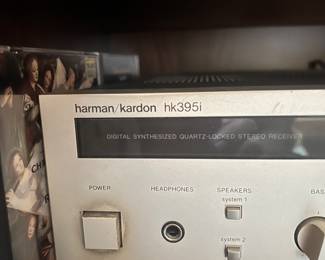 harman/kardon hk395i
DIGITAL SYNTHESIZED QUARTZ-LOCKED STEREO RECEIVER
POWER HEADPHONES SPEAKERS BAS
system 1
system 2